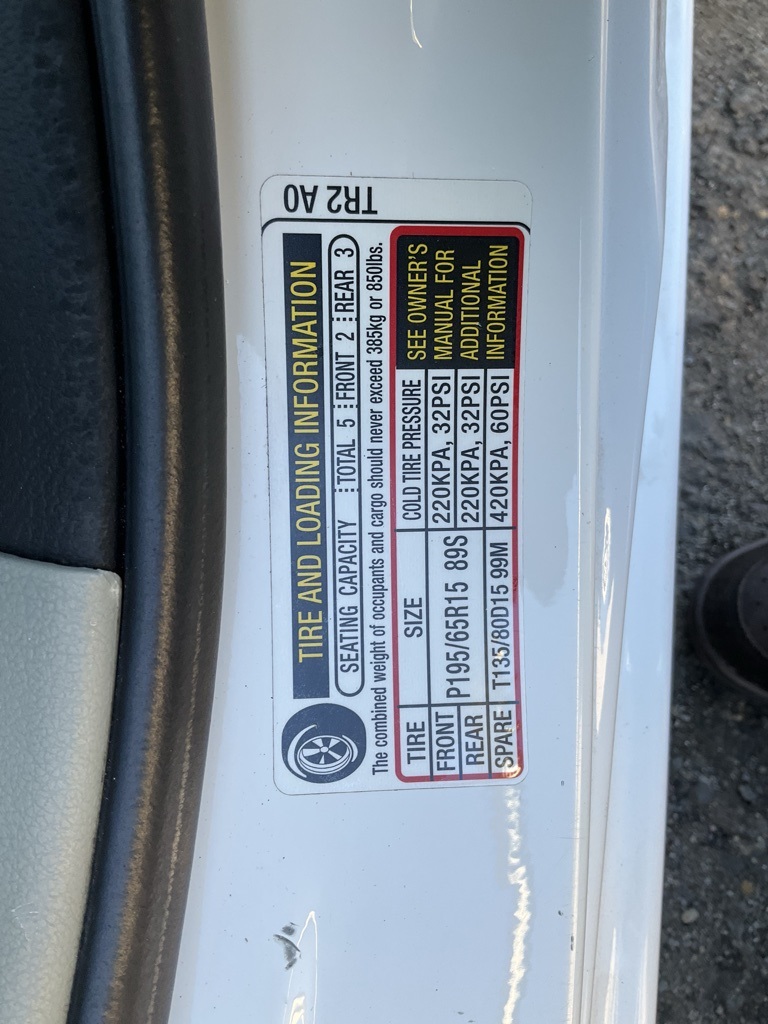 TIRE AND LOADING INFORMATION
SEATING CAPACITY TOTAL 5 FRONT 2 REAR 3
The combined weight of occupants and cargo should never exceed 385kg or 850lbs.
TIRE SIZE COLD TIRE PRESSURE
FRONT P195/65R15 89S 220KPA, 32PSI
REAR 220KPA, 32PSI
SPARE T135/80D15 99M 420KPA, 60PSI
SEE OWNER'S
MANUAL FOR
ADDITIONAL
INFORMATION
TR2 A0